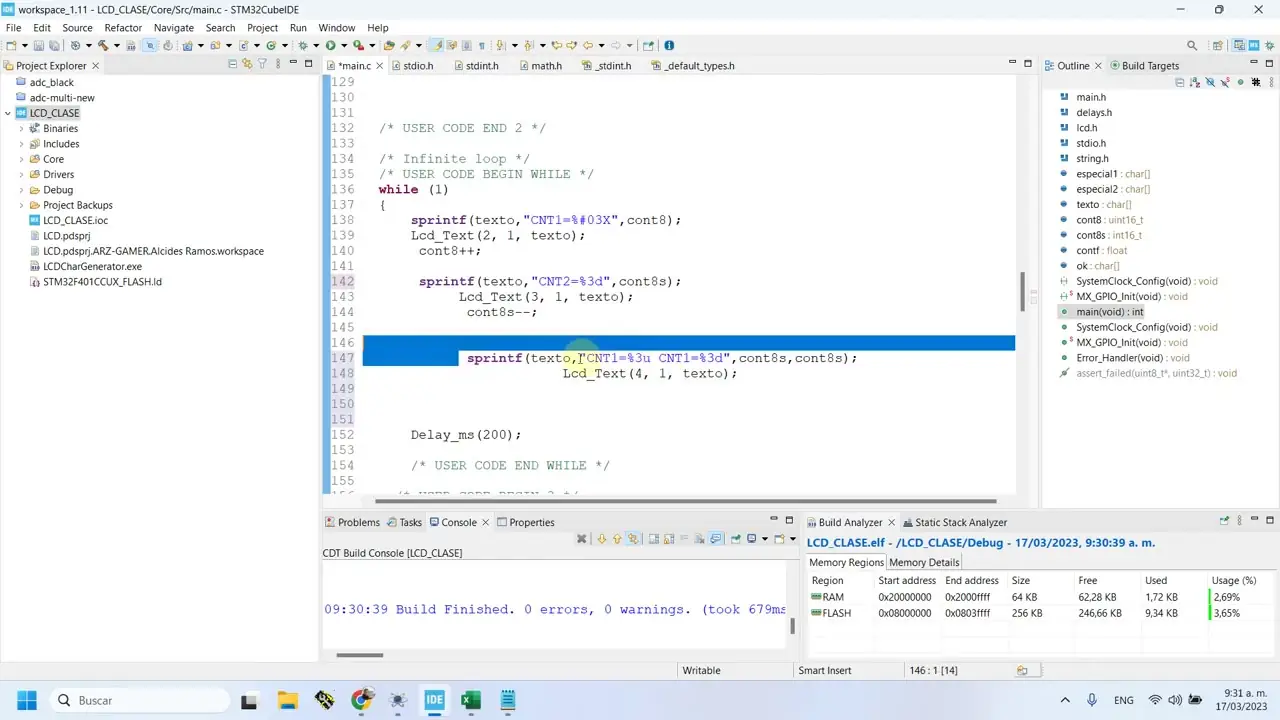 workspace_1.11 - LCD_CLASE/Core/Src/main.c - STM32CubeIDE
File Edit Source Refactor Navigate Search Project Run Window Help
Project Explorer
adc_black
adc-multi-new
LCD_CLASE
Binaries
Includes
Core
Drivers
Debug
Project Backups
LCD_CLASE.ioc
LCD.pdsprj
LCD.pdsprj.ARZ-GAMER.Alcides Ramos.workspace
LCDCharGenerator.exe
STM32F401CCUX_FLASH.ld
*main.c stdio.h stdint.h math.h _stdint.h _default_types.h
129
130
131
132 /* USER CODE END 2 */
133
134 /* Infinite loop */
135 /* USER CODE BEGIN WHILE */
136 while (1)
137 {
138 sprintf(texto,"CNT1=%#03X",cont8);
139 Lcd_Text(2, 1, texto);
140 cont8++;
141
142 sprintf(texto,"CNT2=%3d",cont8s);
143 Lcd_Text(3, 1, texto);
144 cont8s--;
145
146
147 sprintf(texto,"CNT1=%3u CNT1=%3d",cont8s,cont8s);
148 Lcd_Text(4, 1, texto);
149
150
151
152 Delay_ms(200);
153
154 /* USER CODE END WHILE */
155
Outline Build Targets
main.h
delays.h
lcd.h
stdio.h
string.h
especial1 : char[]
especial2 : char[]
texto : char[]
cont8 : uint16_t
cont8s : int16_t
contf : float
ok : char[]
SystemClock_Config(void) : void
MX_GPIO_Init(void) : void
main(void) : int
SystemClock_Config(void) : void
MX_GPIO_Init(void) : void
Error_Handler(void) : void
assert_failed(uint8_t*, uint32_t) : void
Problems Tasks Console Properties
CDT Build Console [LCD_CLASE]
09:30:39 Build Finished. 0 errors, 0 warnings. (took 679ms
Build Analyzer Static Stack Analyzer
LCD_CLASE.elf - /LCD_CLASE/Debug - 17/03/2023, 9:30:39 a. m.
Memory Regions Memory Details
Region Start address End address Size Free Used Usage (%)
RAM 0x20000000 0x2000ffff 64 KB 62,28 KB 1,72 KB 2,69%
FLASH 0x08000000 0x0803ffff 256 KB 246,66 KB 9,34 KB 3,65%
Writable Smart Insert 146 : 1 [14]
Buscar
IDE
ENG
9:31 a. m.
17/03/2023